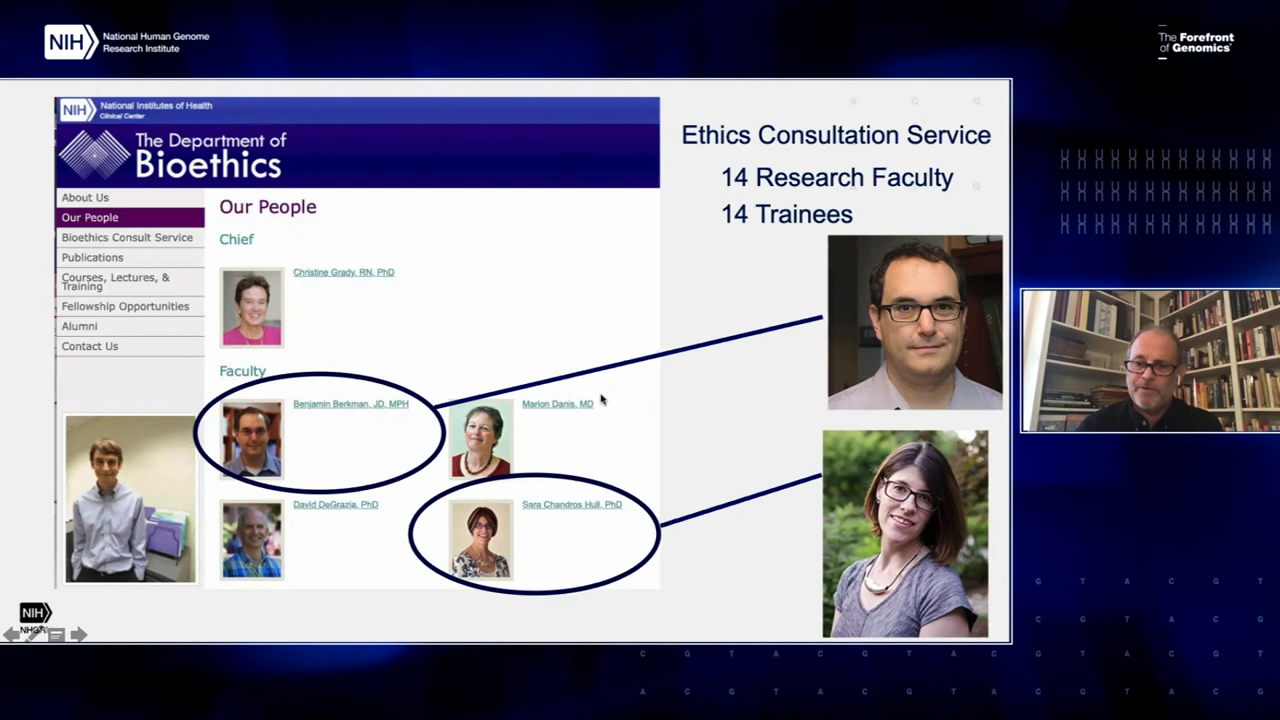 NIH
National Human Genome
Research Institute
The Forefront
of Genomics®
NIH
National Institutes of Health
Clinical Center
The Department of
Bioethics
About Us
Our People
Bioethics Consult Service
Publications
Courses, Lectures, &
Training
Fellowship Opportunities
Alumni
Contact Us
Our People
Chief
Christine Grady, RN, PhD
Faculty
Benjamin Berkman, JD, MPH
Marion Danis, MD
David DeGrazia, PhD
Sara Chandros Hull, PhD
A C G
Ethics Consultation Service
14 Research Faculty
G
14 Trainees
NIH
G T A C G T
A C G T A C G
C G T A C G T A C G T A C G T
A C G T A C G T A C G T A C G